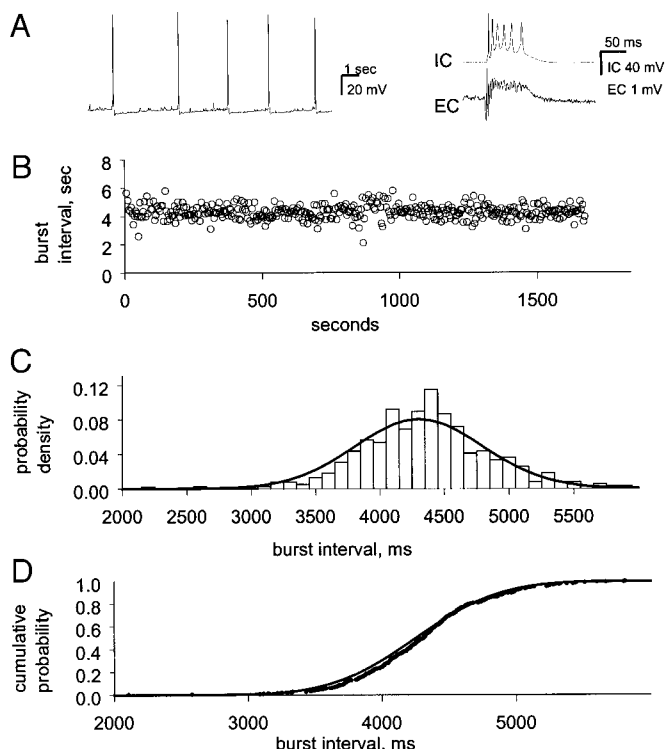 A
1 sec
20 mV
IC
EC
50 ms
IC 40 mV
EC 1 mV
B
burst
interval, sec
8
6
4
2
0
0 500 1000 1500
seconds
C
probability
density
0.12
0.08
0.04
0.00
2000 2500 3000 3500 4000 4500 5000 5500
burst interval, ms
D
cumulative
probability
1.0
0.8
0.6
0.4
0.2
0.0
2000 3000 4000 5000
burst interval, ms